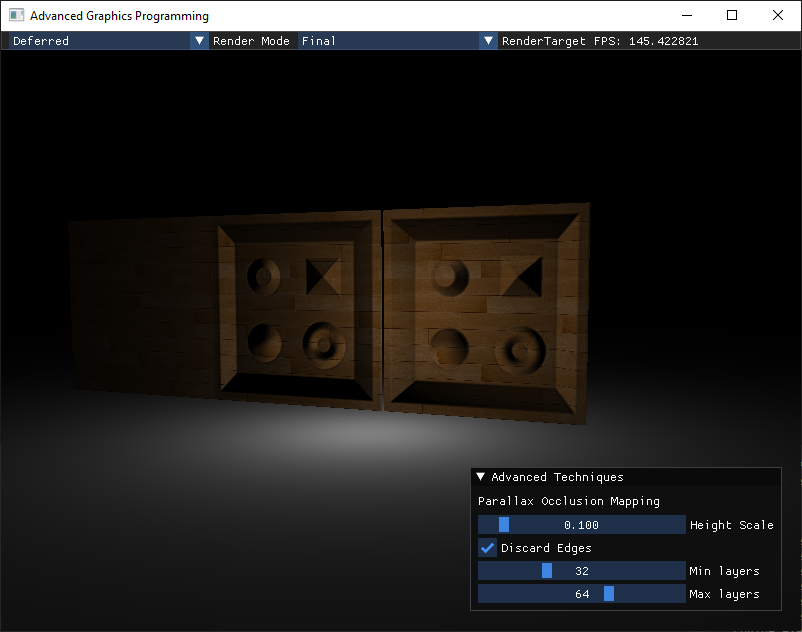 Advanced Graphics Programming
Deferred Render Mode Final RenderTarget FPS: 145.422821
Advanced Techniques
Parallax Occlusion Mapping
0.100 Height Scale
Discard Edges
32 Min layers
64 Max layers